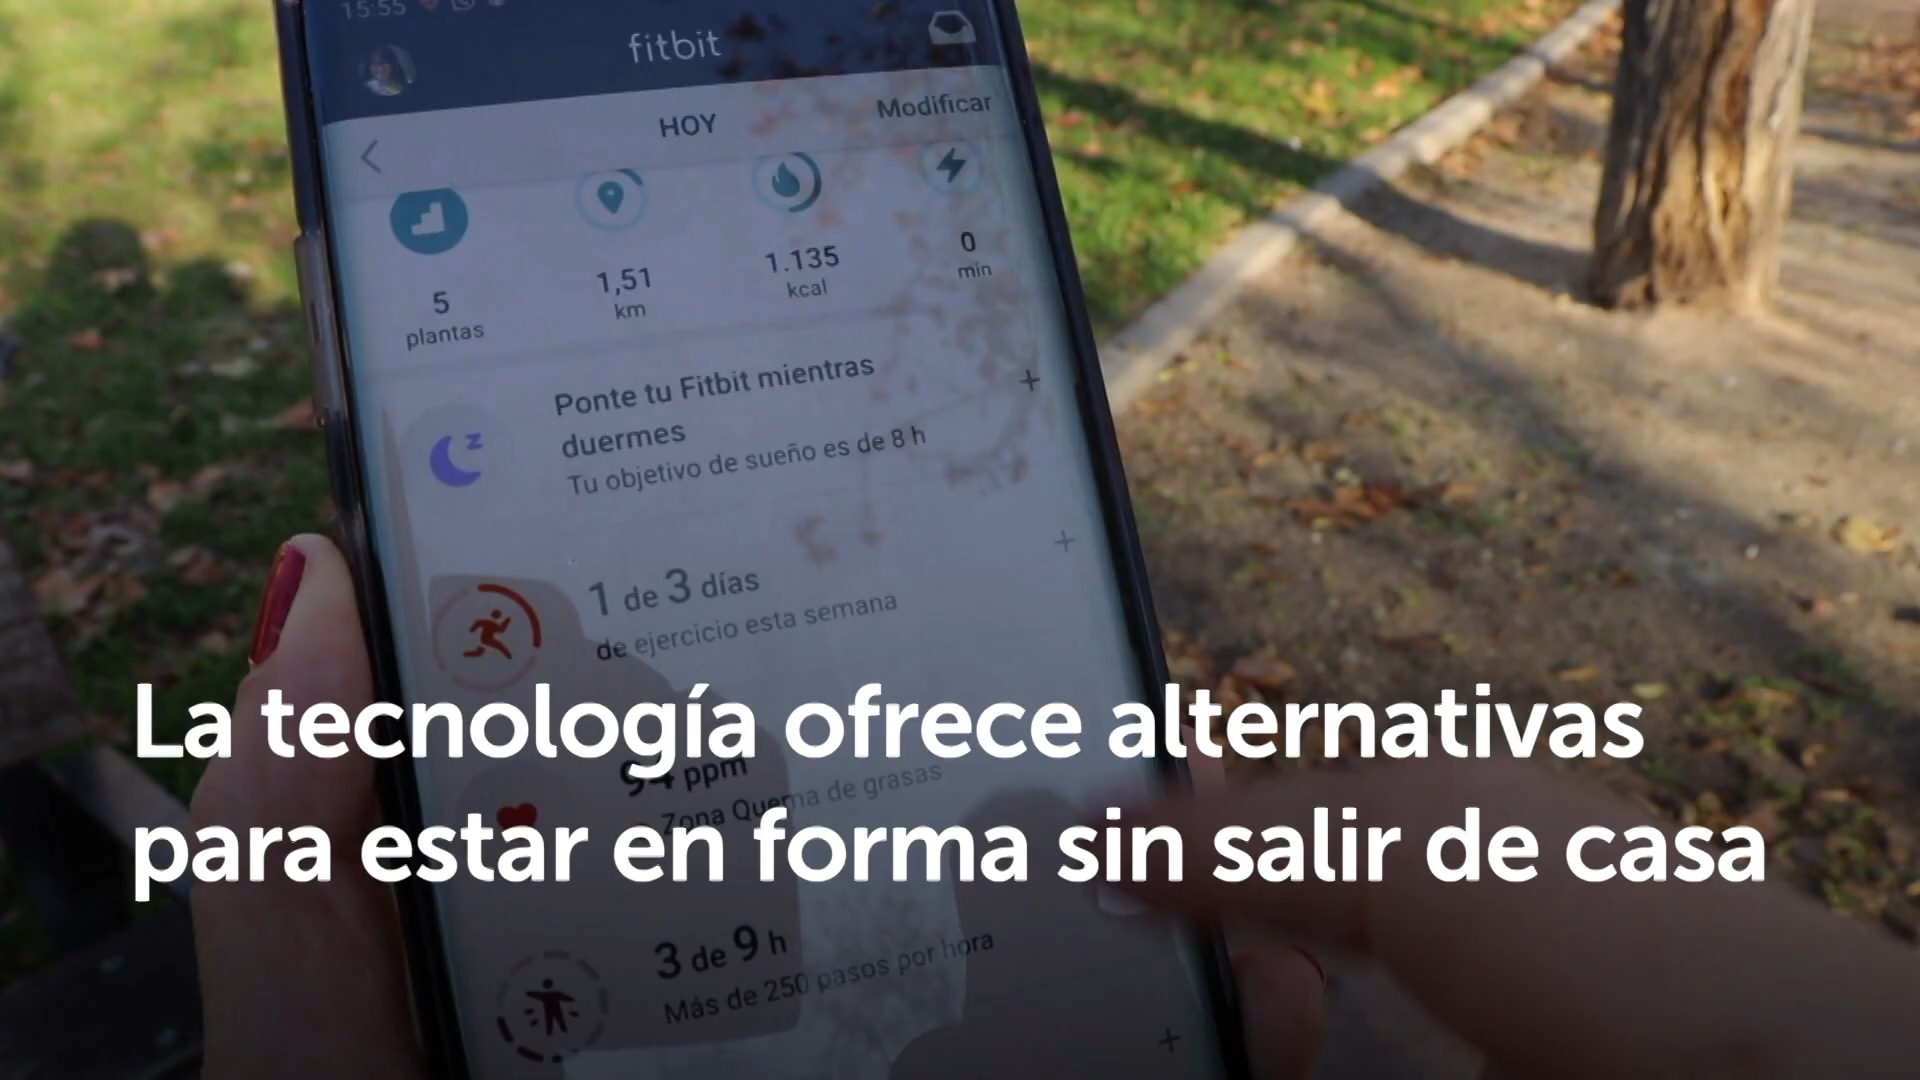 15:55
fitbit
HOY
Modificar
5
plantas
1,51
km
1.135
kcal
0
min
Ponte tu Fitbit mientras
duermes
Tu objetivo de sueño es de 8 h
1 de 3 días
de ejercicio esta semana
La tecnología ofrece alternativas
94 ppm
Zona Quema de grasas
para estar en forma sin salir de casa
3 de 9 h
Más de 250 pasos por hora